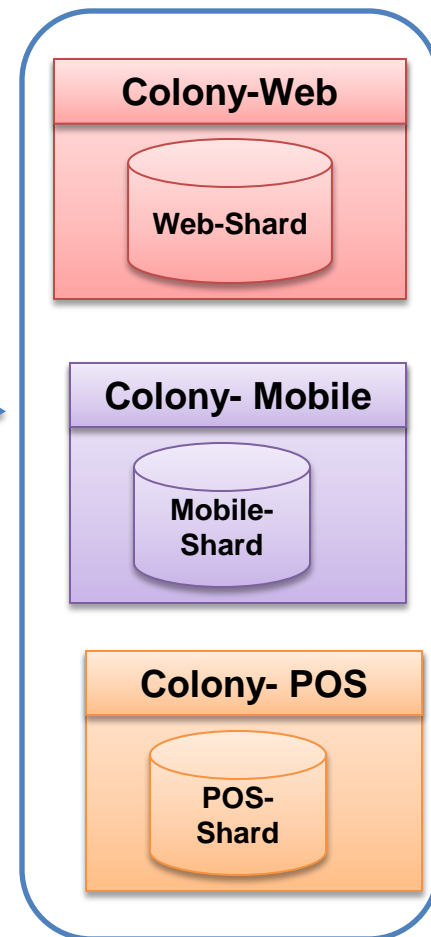 Colony-Web
Web-Shard
Colony- Mobile
Mobile-
Shard
Colony- POS
POS-
Shard